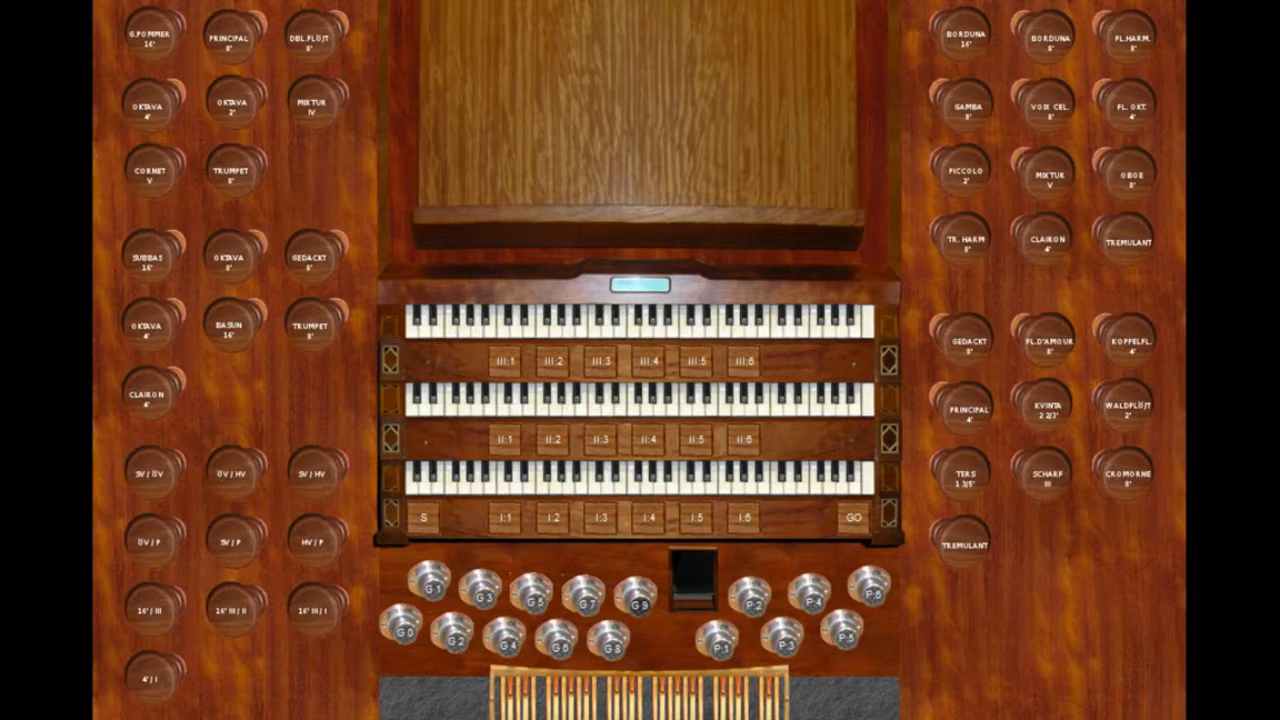 G.POMMER
16'
PRINCIPAL
8'
DBL.FLÖJT
8'
OKTAVA
4'
OKTAVA
2'
MIXTUR
IV
CORNET
V
TRUMPET
8'
SUBBAS
16'
OKTAVA
8'
GEDACKT
8'
OKTAVA
4'
BASUN
16'
TRUMPET
8'
CLAIRON
4'
SV / ÖV
ÖV / HV
SV / HV
ÖV / P
SV / P
HV / P
16' / III
16' III / II
16' III / I
4' / I
III:1
III:2
III:3
III:4
III:5
III:6
II:1
II:2
II:3
II:4
II:5
II:6
S
I:1
I:2
I:3
I:4
I:5
I:6
GO
G 1
G 3
G 5
G 7
G 9
P:2
P:4
P:6
G 0
G 2
G 4
G 6
G 8
P:1
P:3
P:5
BORDUNA
16'
BORDUNA
8'
FL.HARM.
8'
GAMBA
8'
VOIX CEL.
8'
FL. OKT.
4'
PICCOLO
2'
MIXTUR
V
OBOE
8'
TR. HARM
8'
CLAIRON
4'
TREMULANT
GEDACKT
8'
FL.D'AMOUR
8'
KOPPELFL.
4'
PRINCIPAL
4'
KVINTA
2 2/3'
WALDFLÖJT
2'
TERS
1 3/5'
SCHARF
III
CROMORNE
8'
TREMULANT